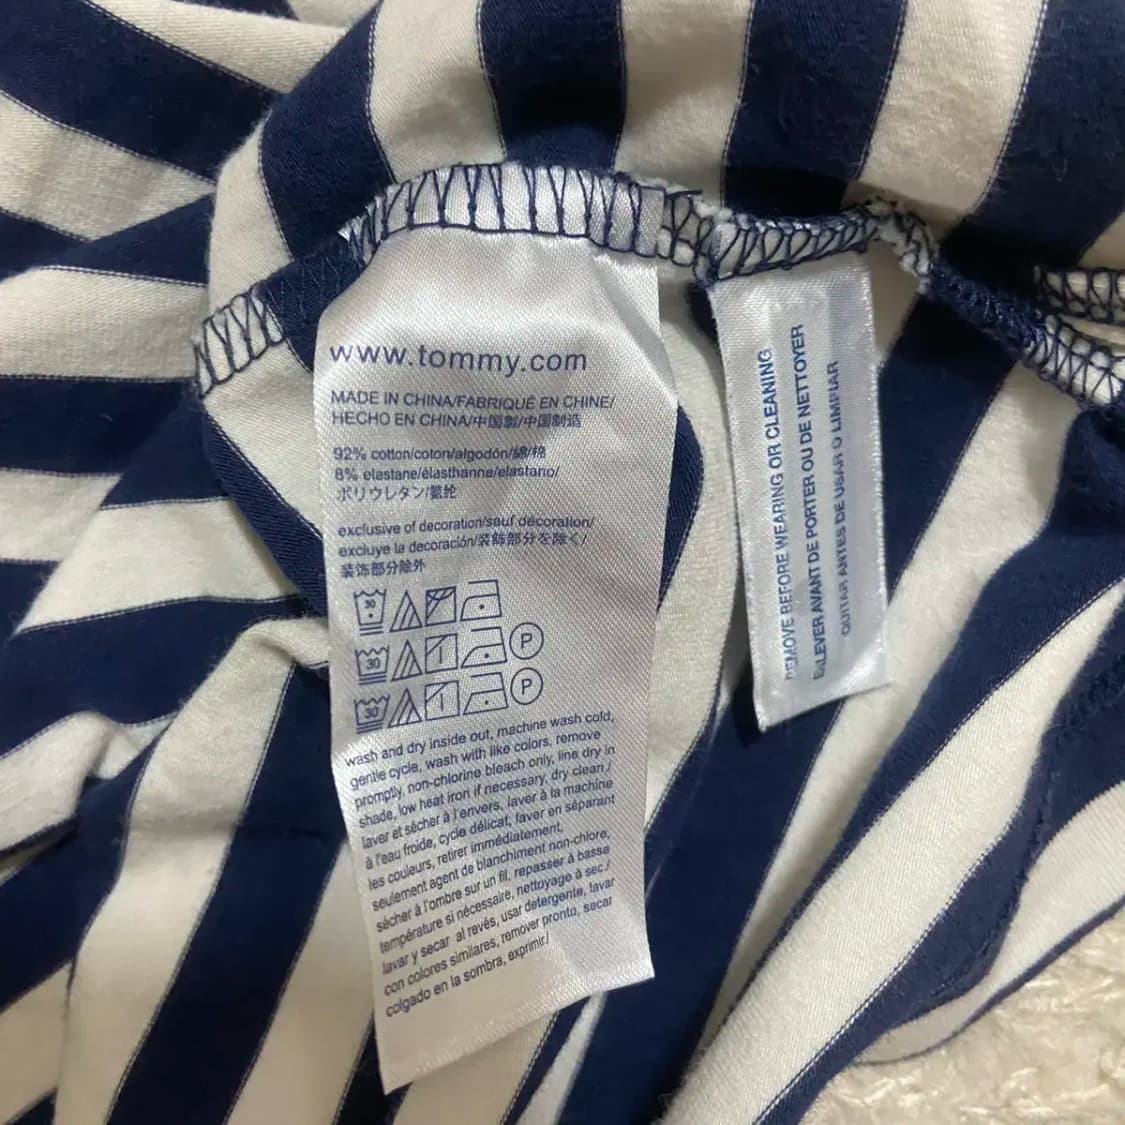 www.tommy.com
MADE IN CHINA/FABRIQUÉ EN CHINE/
HECHO EN CHINA/中国製/中国制造
92% cotton/coton/algodón/綿/棉
8% elastane/élasthanne/elastano/
ポリウレタン/氨纶
exclusive of decoration/sauf décoration/
excluye la decoración/装飾部分を除く/
装饰部分除外
30
30 P
30 P
wash and dry inside out, machine wash cold,
gentle cycle, wash with like colors, remove
promptly, non-chlorine bleach only, line dry in
shade, low heat iron if necessary, dry clean./
laver et sécher à l'envers, laver à la machine
à l'eau froide, cycle délicat, laver en séparant
les couleurs, retirer immédiatement,
seulement agent de blanchiment non-chlore,
sécher à l'ombre sur un fil, repasser à basse
température si nécessaire, nettoyage à sec./
lavar y secar al revés, usar detergente, lavar
con colores similares, remover pronto, secar
colgado en la sombra, exprimir/
REMOVE BEFORE WEARING OR CLEANING
ENLEVER AVANT DE PORTER OU DE NETTOYER
QUITAR ANTES DE USAR O LIMPIAR